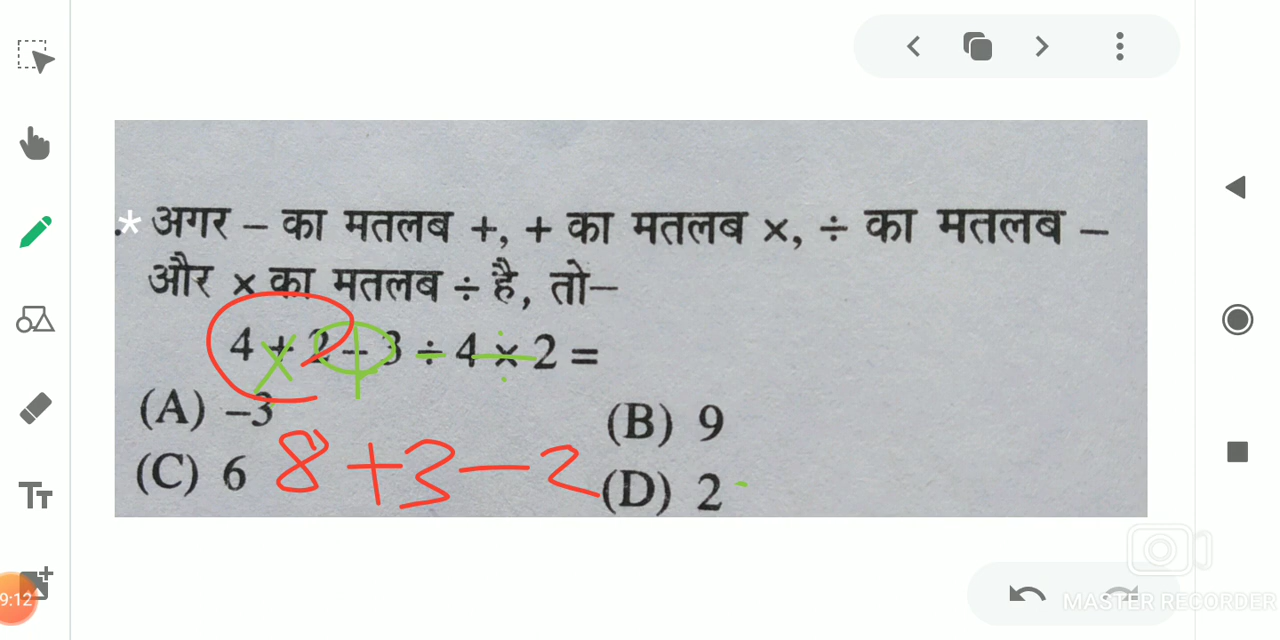 * अगर – का मतलब +, + का मतलब ×, ÷ का मतलब –
और × का मतलब ÷ है, तो–
4 + 2 – 3 ÷ 4 × 2 =
(A) –3
(B) 9
(C) 6
8 + 3 – 2
(D) 2
Tт
9:12
MASTER RECORDER